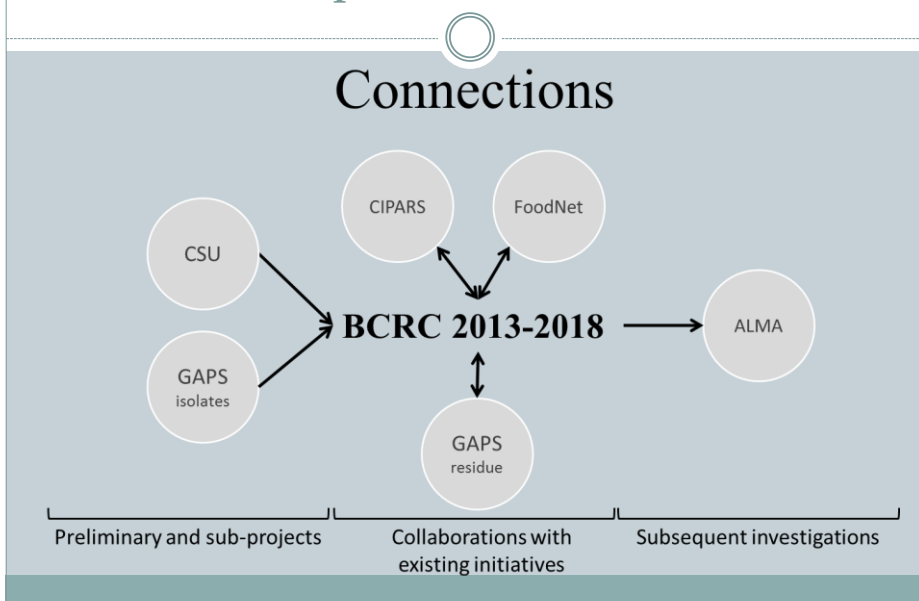 Connections
CIPARS
FoodNet
CSU
BCRC 2013-2018
ALMA
GAPS
isolates
GAPS
residue
Preliminary and sub-projects
Collaborations with
existing initiatives
Subsequent investigations